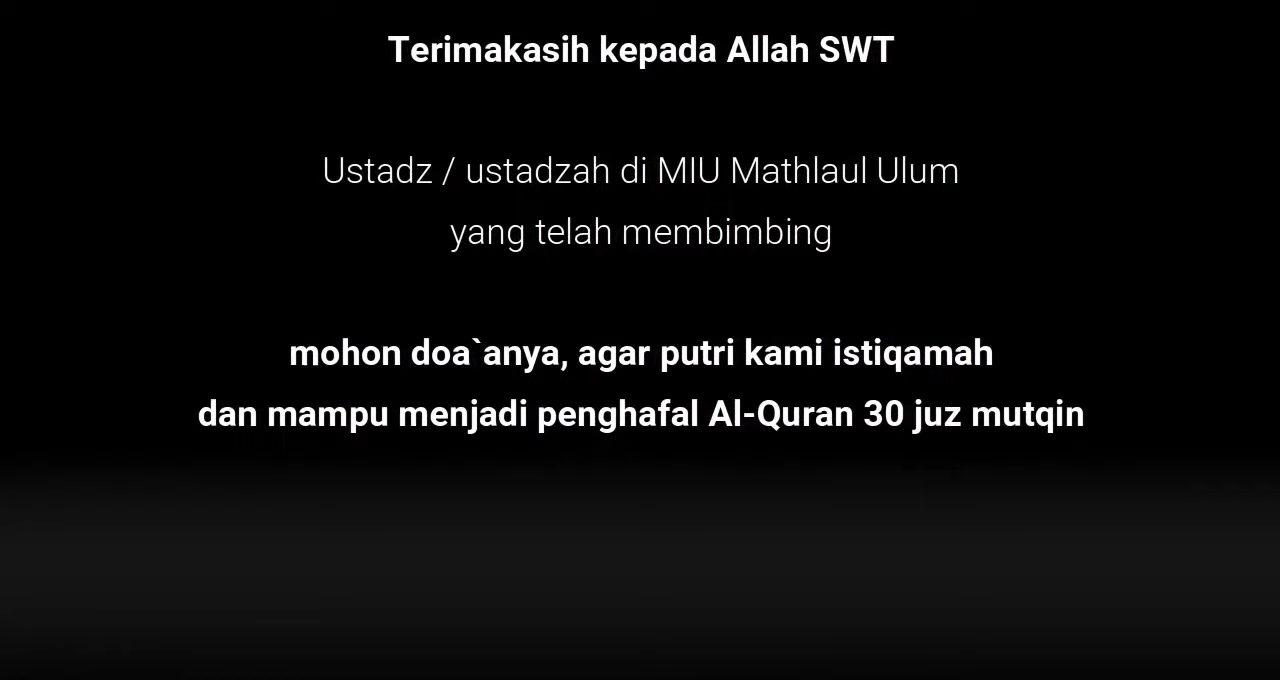 Terimakasih kepada Allah SWT
Ustadz / ustadzah di MIU Mathlaul Ulum
yang telah membimbing
mohon doa`anya, agar putri kami istiqamah
dan mampu menjadi penghafal Al-Quran 30 juz mutqin